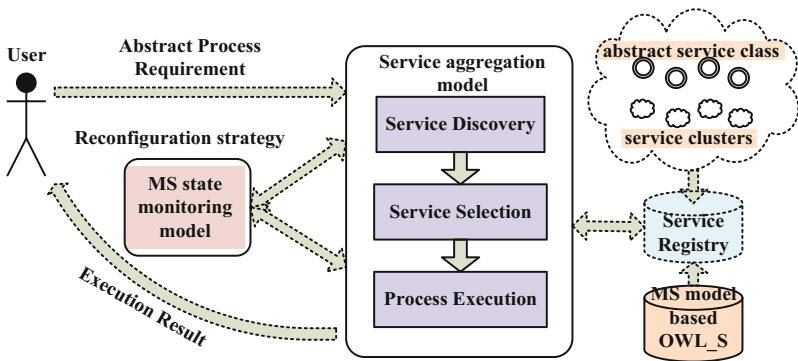 User
Abstract Process
Requirement
Reconfiguration strategy
MS state
monitoring
model
Execution Result
Service aggregation
model
Service Discovery
Service Selection
Process Execution
abstract service class
service clusters
Service
Registry
MS model
based
OWL_S